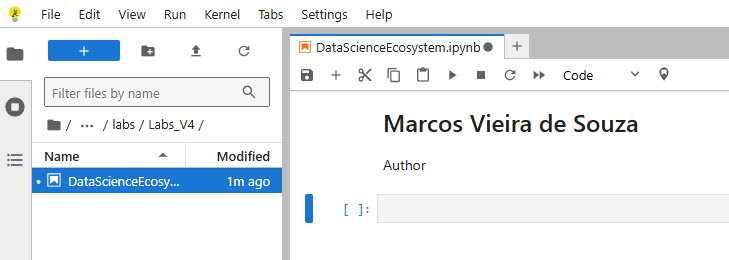 File Edit View Run Kernel Tabs Settings Help
DataScienceEcosystem.ipynb
Filter files by name
/ ... / labs / Labs_V4 /
Name Modified
DataScienceEcosy... 1m ago
Code
Marcos Vieira de Souza
Author
[ ]: